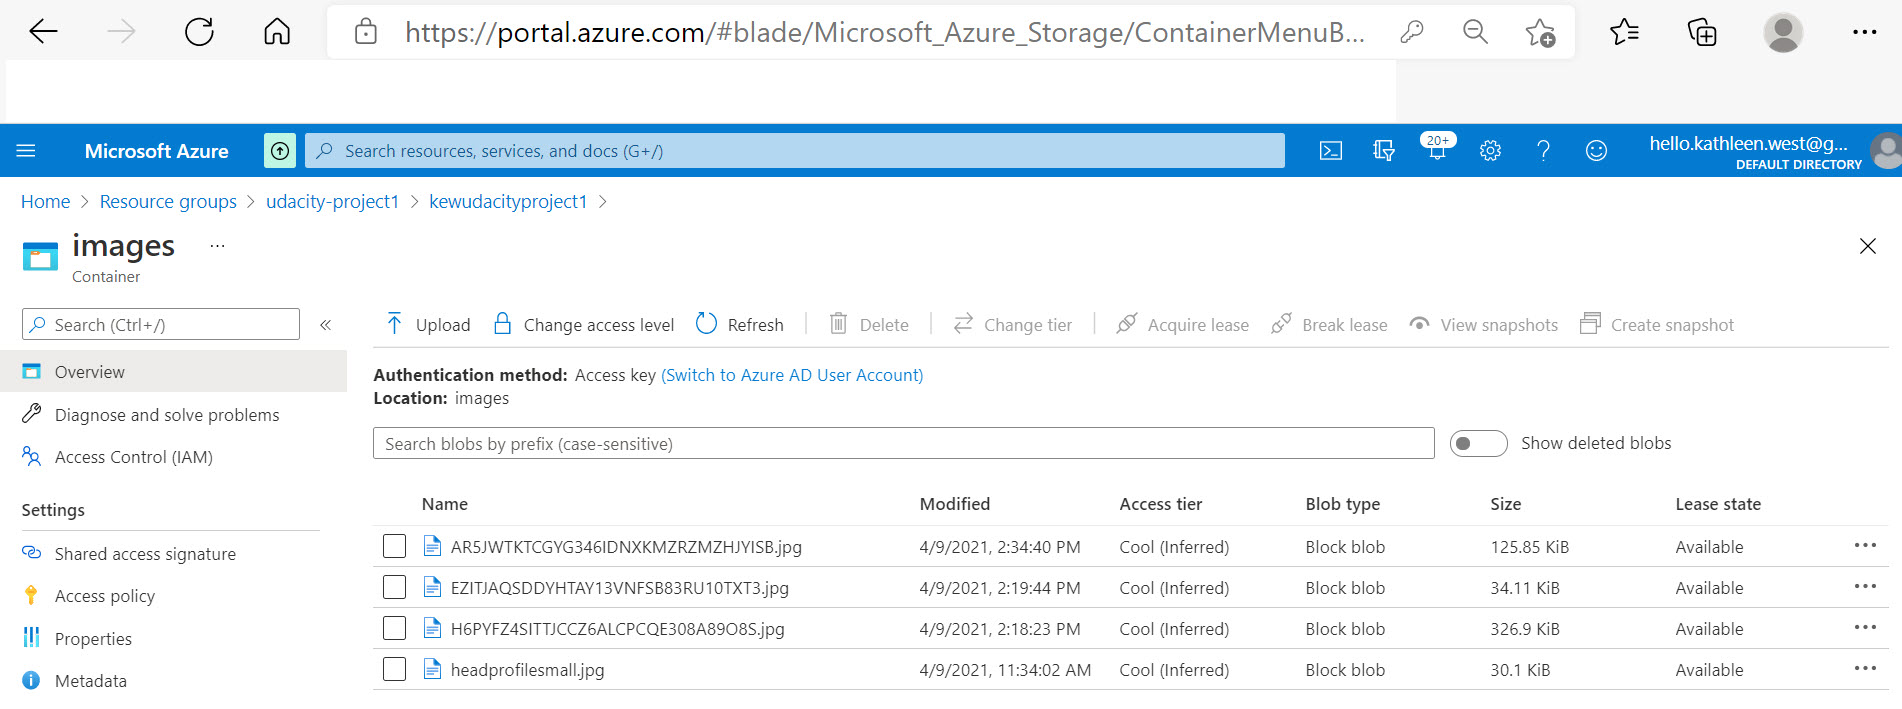 https://portal.azure.com/#blade/Microsoft_Azure_Storage/ContainerMenuB...
Microsoft Azure
Search resources, services, and docs (G+/)
20+
hello.kathleen.west@g...
DEFAULT DIRECTORY
Home > Resource groups > udacity-project1 > kewudacityproject1 >
images ...
Container
Search (Ctrl+/) «
Upload Change access level Refresh Delete Change tier Acquire lease Break lease View snapshots Create snapshot
Overview
Diagnose and solve problems
Access Control (IAM)
Settings
Shared access signature
Access policy
Properties
Metadata
Authentication method: Access key (Switch to Azure AD User Account)
Location: images
Search blobs by prefix (case-sensitive) Show deleted blobs
Name Modified Access tier Blob type Size Lease state
AR5JWTKTCGYG346IDNXKMZRZMZHJYISB.jpg 4/9/2021, 2:34:40 PM Cool (Inferred) Block blob 125.85 KiB Available ...
EZITJAQSDDYHTAY13VNFSB83RU10TXT3.jpg 4/9/2021, 2:19:44 PM Cool (Inferred) Block blob 34.11 KiB Available ...
H6PYFZ4SITTJCCZ6ALCPCQE308A89O8S.jpg 4/9/2021, 2:18:23 PM Cool (Inferred) Block blob 326.9 KiB Available ...
headprofilesmall.jpg 4/9/2021, 11:34:02 AM Cool (Inferred) Block blob 30.1 KiB Available ...